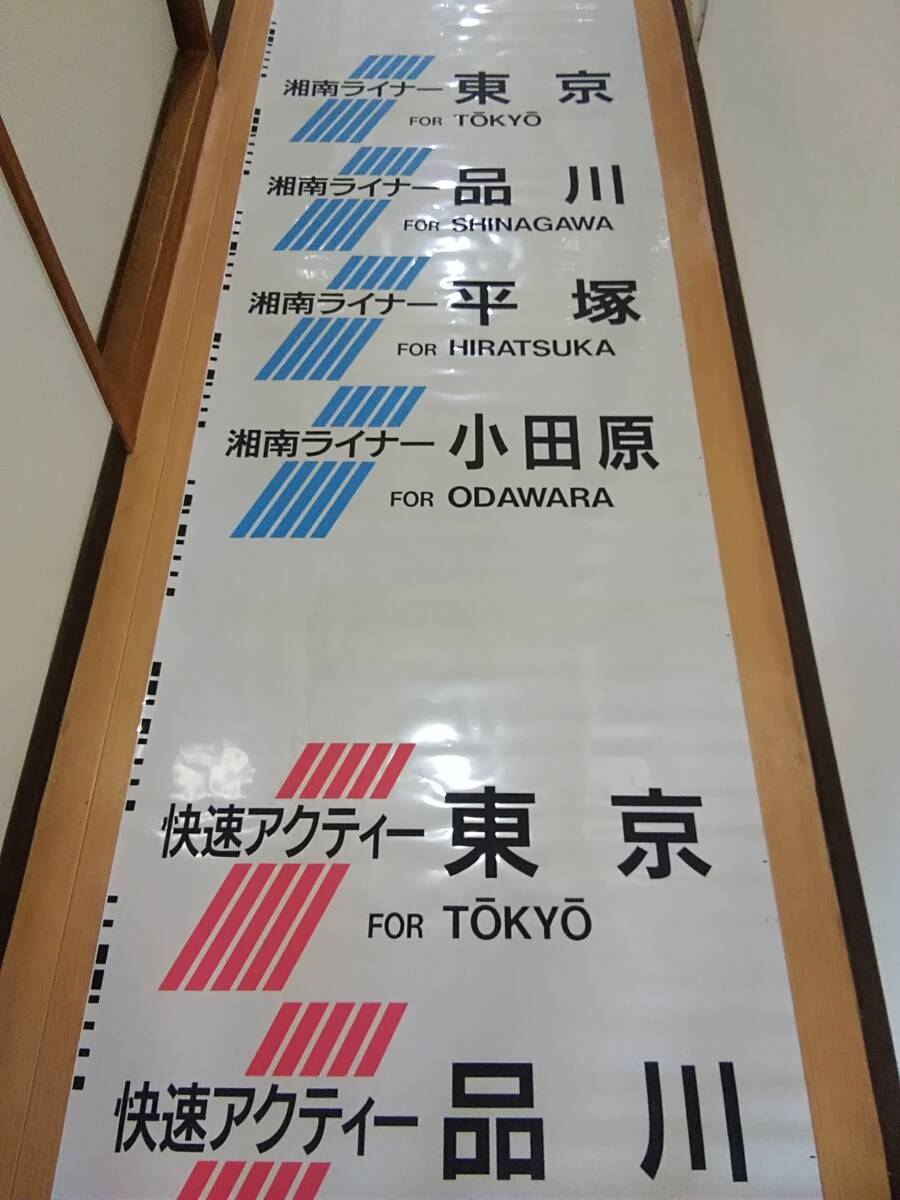 湘南ライナー 東京
FOR TŌKYŌ
湘南ライナー 品川
FOR SHINAGAWA
湘南ライナー 平塚
FOR HIRATSUKA
湘南ライナー 小田原
FOR ODAWARA
快速アクティー 東京
FOR TŌKYŌ
快速アクティー 品川